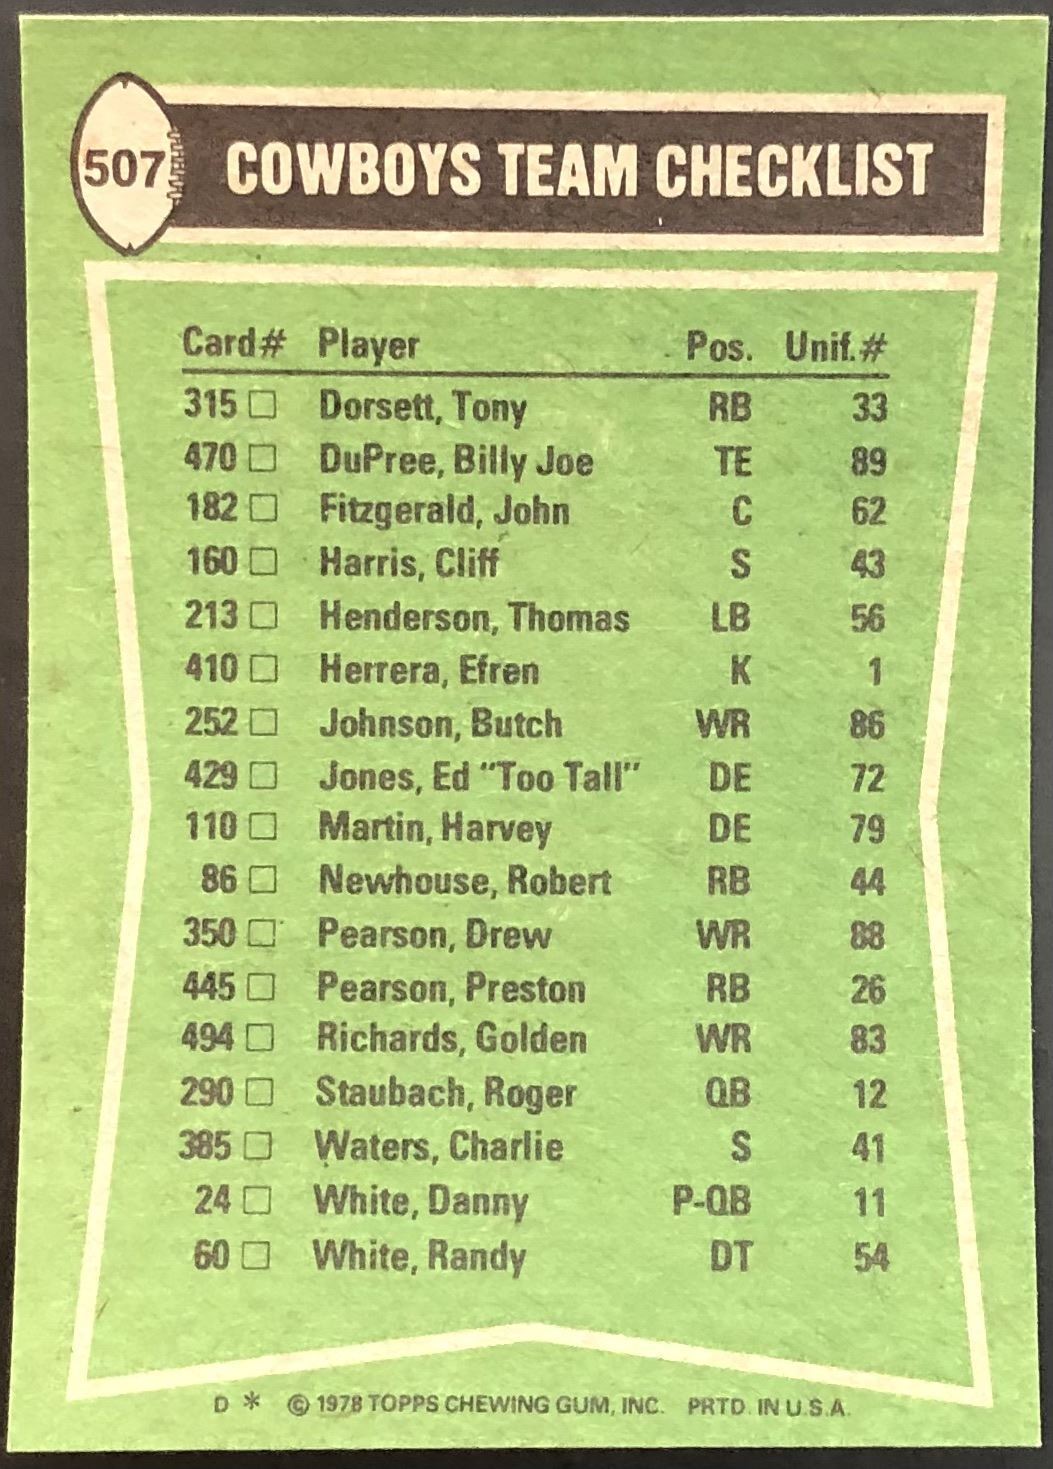 507 COWBOYS TEAM CHECKLIST
Card# Player Pos. Unif.#
315 □ Dorsett, Tony RB 33
470 □ DuPree, Billy Joe TE 89
182 □ Fitzgerald, John C 62
160 □ Harris, Cliff S 43
213 □ Henderson, Thomas LB 56
410 □ Herrera, Efren K 1
252 □ Johnson, Butch WR 86
429 □ Jones, Ed "Too Tall" DE 72
110 □ Martin, Harvey DE 79
86 □ Newhouse, Robert RB 44
350 □ Pearson, Drew WR 88
445 □ Pearson, Preston RB 26
494 □ Richards, Golden WR 83
290 □ Staubach, Roger QB 12
385 □ Waters, Charlie S 41
24 □ White, Danny P-QB 11
60 □ White, Randy DT 54
D * © 1978 TOPPS CHEWING GUM, INC. PRTD. IN U.S.A.